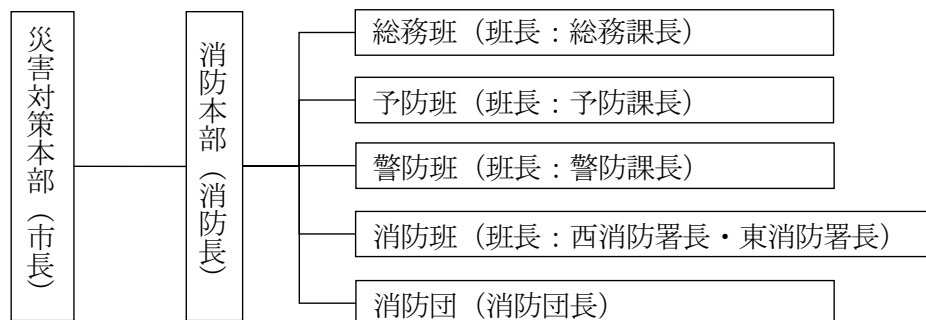 災害対策本部（市長）
消防本部（消防長）
総務班（班長：総務課長）
予防班（班長：予防課長）
警防班（班長：警防課長）
消防班（班長：西消防署長・東消防署長）
消防団（消防団長）